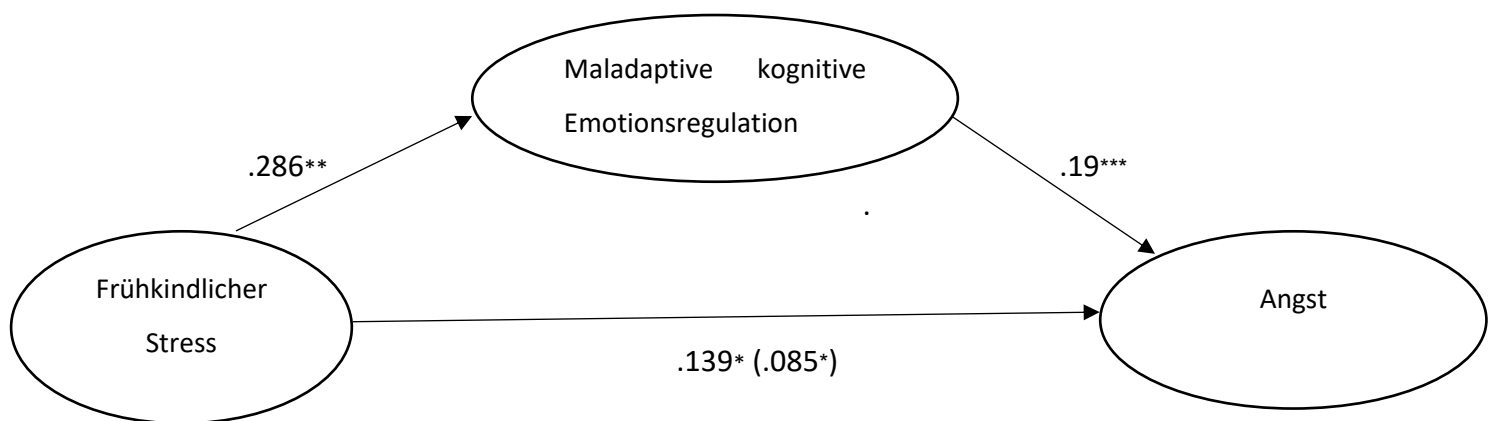 Maladaptive kognitive
Emotionsregulation
.286**
.19***
.
Frühkindlicher
Stress
Angst
.139* (.085*)